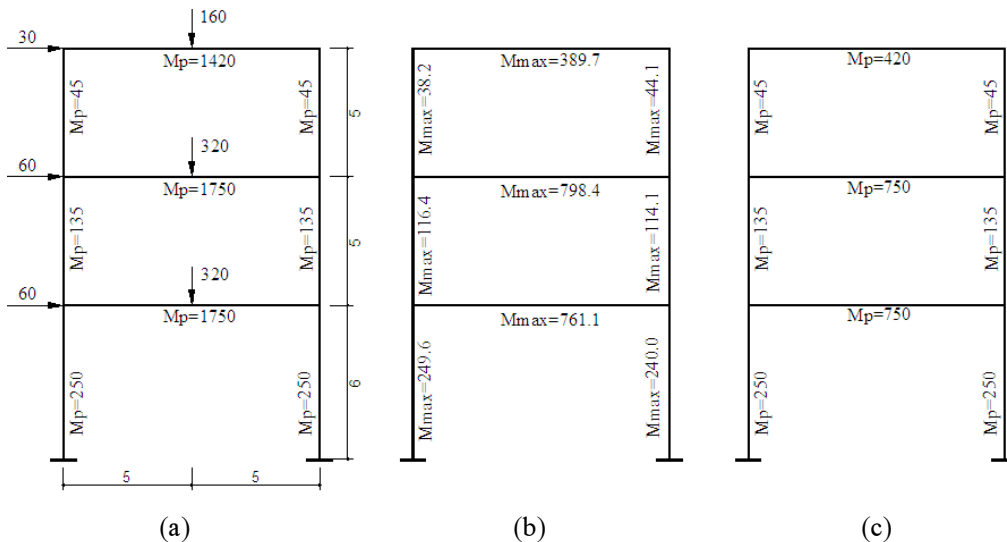 160
30
Mp=1420
Mp=45
Mp=45
5
320
60
Mp=1750
Mp=135
Mp=135
5
320
60
Mp=1750
Mp=250
Mp=250
6
5
5
(a)
Mmax=389.7
Mmax=38.2
Mmax=44.1
Mmax=798.4
Mmax=116.4
Mmax=114.1
Mmax=761.1
Mmax=249.6
Mmax=240.0
(b)
Mp=420
Mp=45
Mp=45
Mp=750
Mp=135
Mp=135
Mp=750
Mp=250
Mp=250
(c)